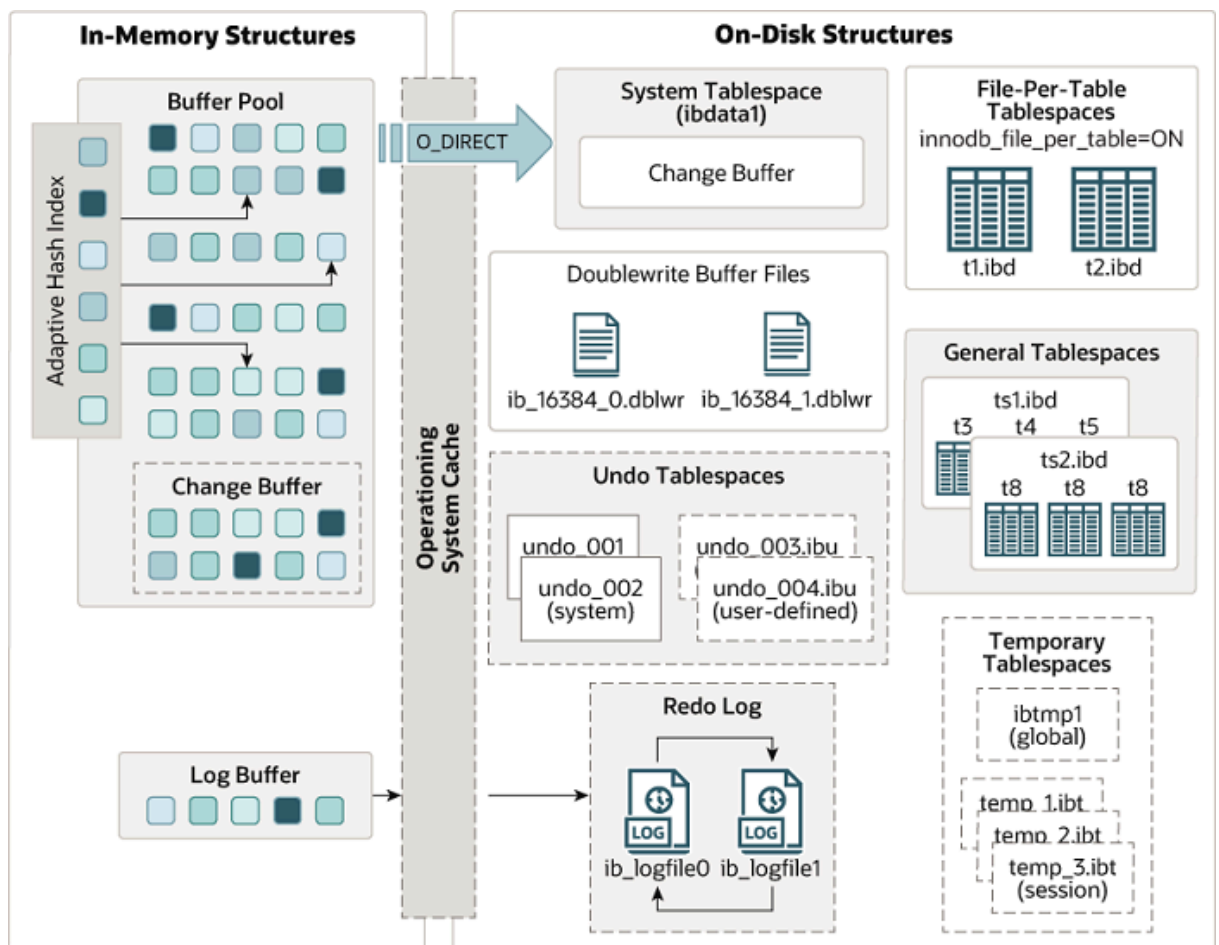 In-Memory Structures
On-Disk Structures
Buffer Pool
Adaptive Hash Index
Change Buffer
Log Buffer
Operationing
System Cache
O_DIRECT
System Tablespace
(ibdata1)
Change Buffer
File-Per-Table
Tablespaces
innodb_file_per_table=ON
t1.ibd
t2.ibd
Doublewrite Buffer Files
ib_16384_0.dblwr
ib_16384_1.dblwr
General Tablespaces
ts1.ibd
t3 t4 t5
ts2.ibd
t8 t8 t8
Undo Tablespaces
undo_001
undo_002
(system)
undo_003.ibu
undo_004.ibu
(user-defined)
Redo Log
LOG
LOG
ib_logfile0
ib_logfile1
Temporary
Tablespaces
ibtmp1
(global)
temp_1.ibt
temp_2.ibt
temp_3.ibt
(session)